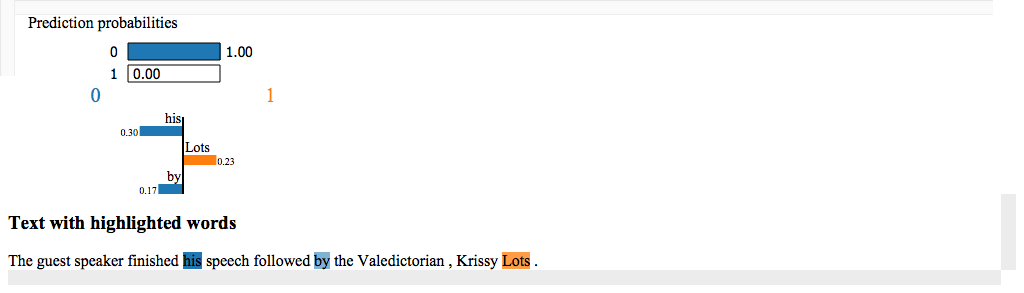 Prediction probabilities
0 1.00
1 0.00
0 1
his
0.30
Lots
0.23
by
0.17
Text with highlighted words
The guest speaker finished his speech followed by the Valedictorian , Krissy Lots .